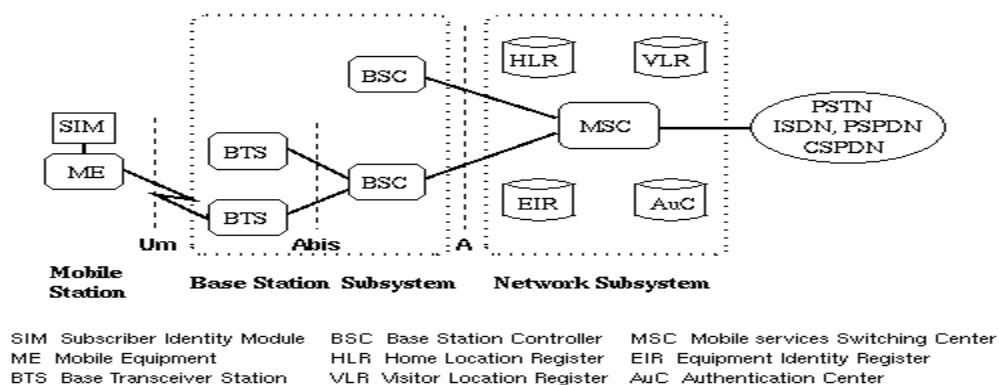 HLR
VLR
BSC
PSTN
ISDN, PSPDN
CSPDN
MSC
SIM
ME
BTS
BSC
BTS
EIR
AuC
Um
Abis
A
Mobile
Station
Base Station Subsystem
Network Subsystem
SIM Subscriber Identity Module
BSC Base Station Controller
MSC Mobile services Switching Center
ME Mobile Equipment
HLR Home Location Register
EIR Equipment Identity Register
BTS Base Transceiver Station
VLR Visitor Location Register
AuC Authentication Center